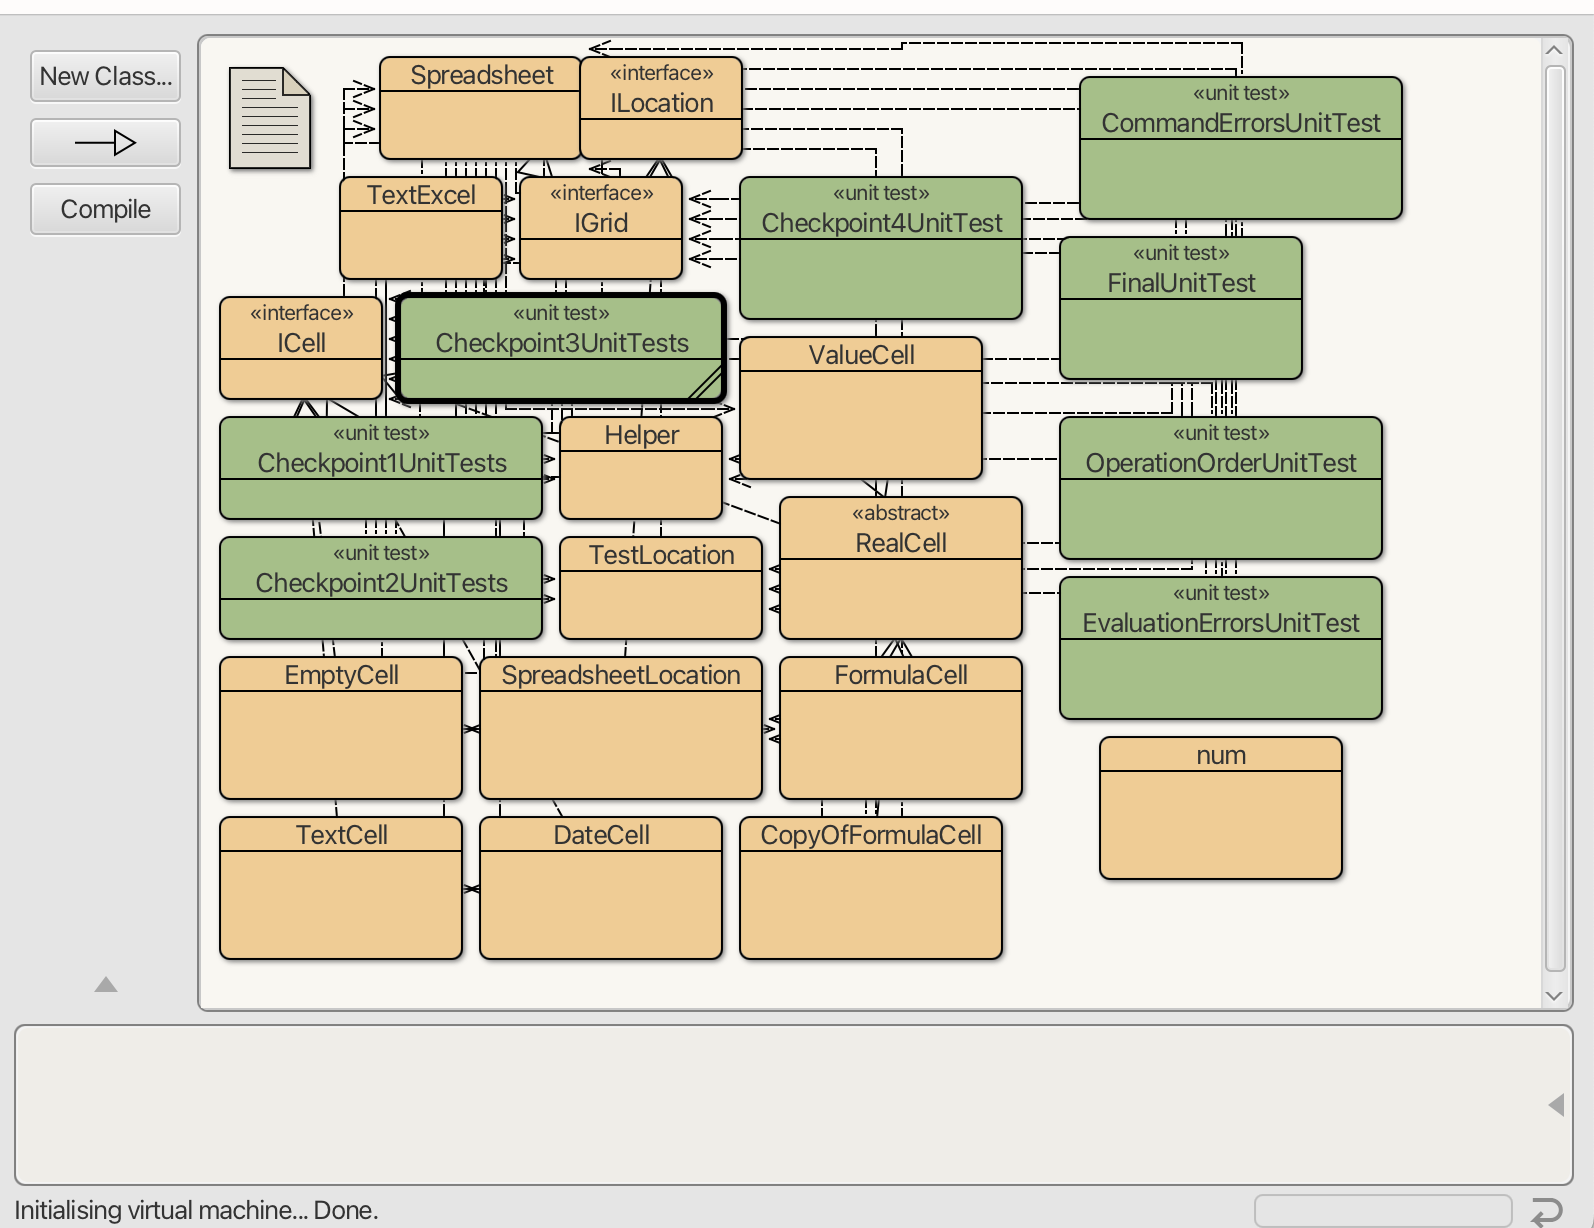 New Class...
Compile
Spreadsheet
«interface»
ILocation
«unit test»
CommandErrorsUnitTest
TextExcel
«interface»
IGrid
«unit test»
Checkpoint4UnitTest
«unit test»
FinalUnitTest
«interface»
ICell
«unit test»
Checkpoint3UnitTests
ValueCell
«unit test»
Checkpoint1UnitTests
Helper
«unit test»
OperationOrderUnitTest
«abstract»
RealCell
«unit test»
Checkpoint2UnitTests
TestLocation
«unit test»
EvaluationErrorsUnitTest
EmptyCell
SpreadsheetLocation
FormulaCell
num
TextCell
DateCell
CopyOfFormulaCell
Initialising virtual machine... Done.